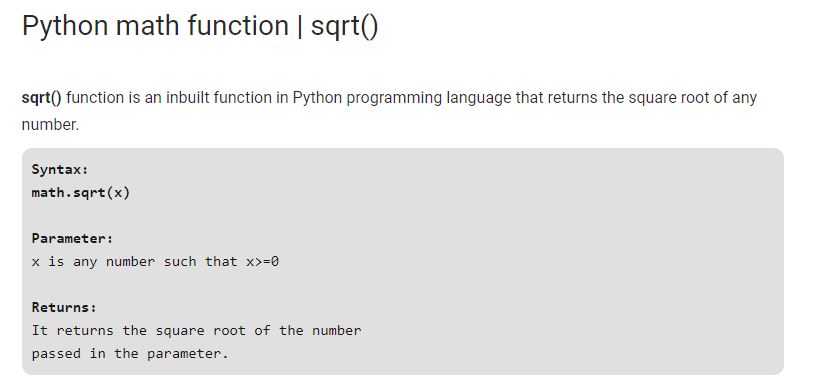 Python math function | sqrt()
sqrt() function is an inbuilt function in Python programming language that returns the square root of any
number.
Syntax:
math.sqrt(x)
Parameter:
x is any number such that x>=0
Returns:
It returns the square root of the number
passed in the parameter.